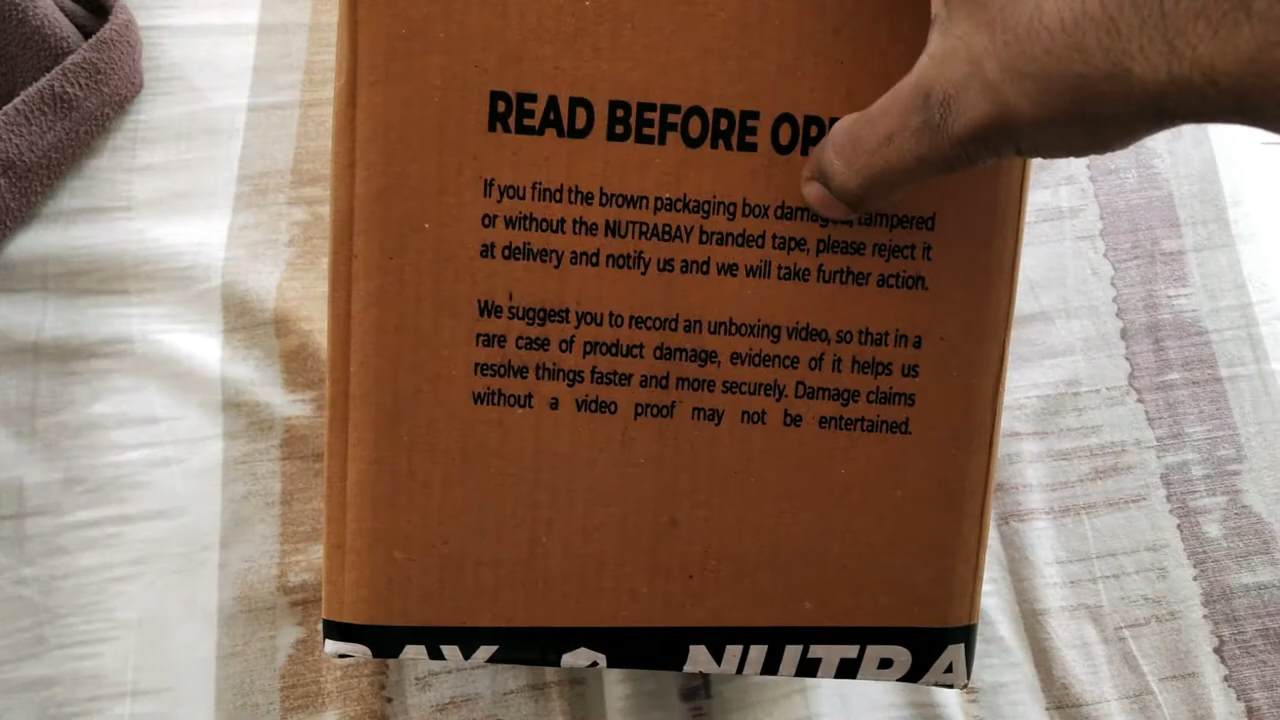 READ BEFORE
If you find the brown packaging box damaged, tampered
or without the NUTRABAY branded tape, please reject it
at delivery and notify us and we will take further action.
We suggest you to record an unboxing video, so that in a
rare case of product damage, evidence of it helps us
resolve things faster and more securely. Damage claims
without a video proof may not be entertained.
BAY NUTRA